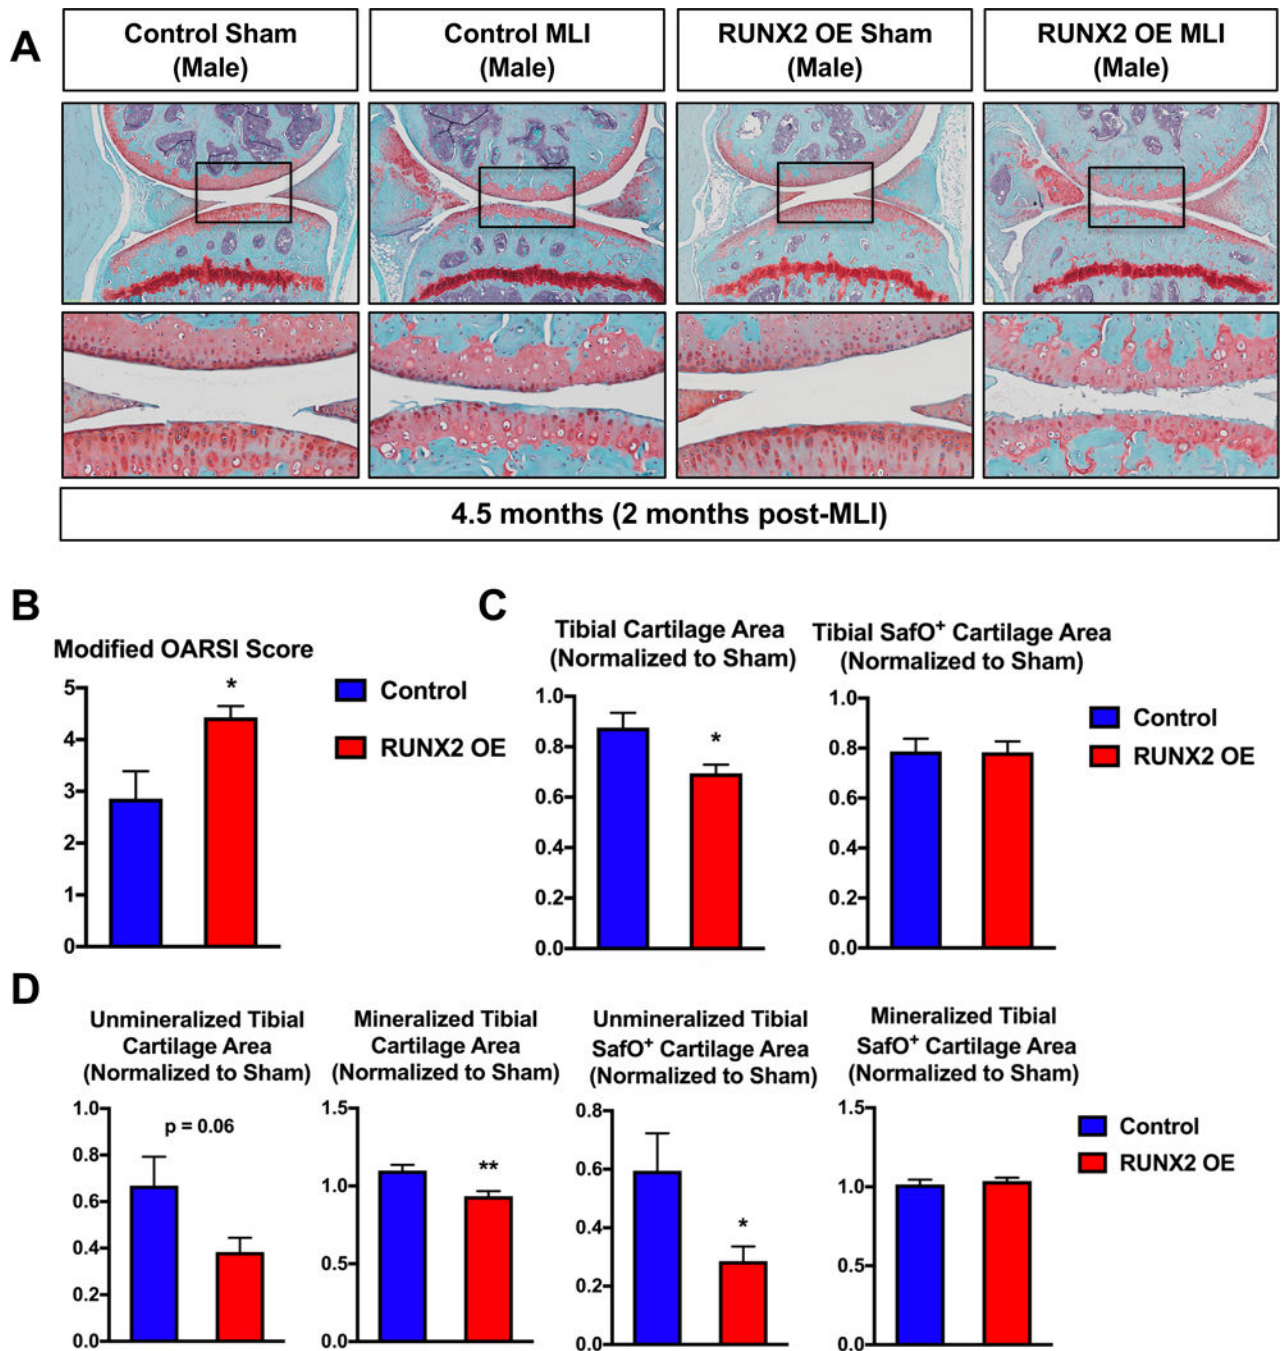 A
Control Sham
(Male)
Control MLI
(Male)
RUNX2 OE Sham
(Male)
RUNX2 OE MLI
(Male)
4.5 months (2 months post-MLI)
B
Modified OARSI Score
5
4
3
2
1
0
*
Control
RUNX2 OE
C
Tibial Cartilage Area
(Normalized to Sham)
1.0
0.8
0.6
0.4
0.2
0.0
*
Tibial SafO+ Cartilage Area
(Normalized to Sham)
1.0
0.8
0.6
0.4
0.2
0.0
Control
RUNX2 OE
D
Unmineralized Tibial
Cartilage Area
(Normalized to Sham)
1.0
0.8
0.6
0.4
0.2
0.0
p = 0.06
Mineralized Tibial
Cartilage Area
(Normalized to Sham)
1.5
1.0
0.5
0.0
**
Unmineralized Tibial
SafO+ Cartilage Area
(Normalized to Sham)
0.8
0.6
0.4
0.2
0.0
*
Mineralized Tibial
SafO+ Cartilage Area
(Normalized to Sham)
1.5
1.0
0.5
0.0
Control
RUNX2 OE